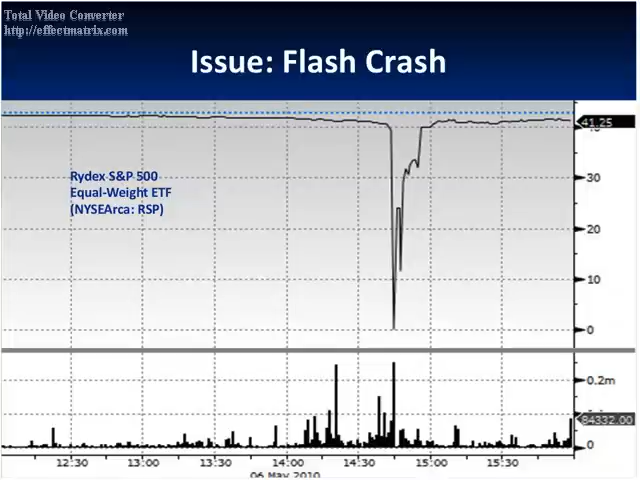 Total Video Converter
http://effectmatrix.com
Issue: Flash Crash
41.25
Rydex S&P 500
Equal-Weight ETF
(NYSEArca: RSP)
30
20
10
0
0.2m
64332.00
0
12:30 13:00 13:30 14:00 14:30 15:00 15:30
06 May 2010